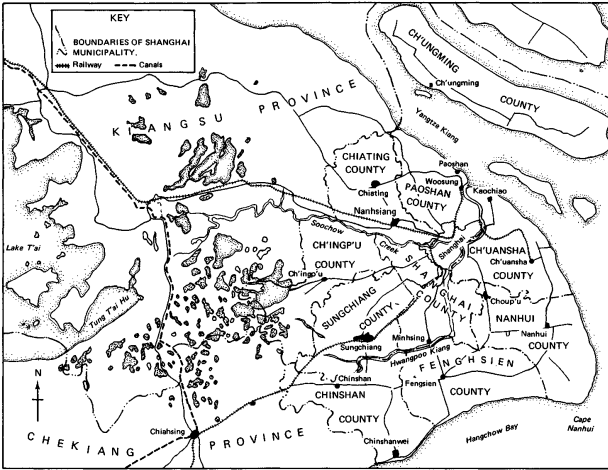 KEY
BOUNDARIES OF SHANGHAI
MUNICIPALITY.
Railway
Canals
CH'UNGMING
Ch'ungming
COUNTY
KIANGSU PROVINCE
Yangtze Kiang
CHIATING
COUNTY
Chiating
Paoshan
Woosung
PAOSHAN
COUNTY
Kaochiao
Nanhsiang
Lake T'ai
Soochow
Creek
Shanghai
CH'INGP'U
COUNTY
Ch'ingp'u
SHANGHAI
COUNTY
CH'UANSHA
Ch'uansha
COUNTY
Tung T'ai Hu
SUNGCHIANG
COUNTY
Choup'u
NANHUI
Nanhui
COUNTY
Sungchiang
Minhsing
Hwangpoo Kiang
FENGHSIEN
Fengsien
COUNTY
N
Chinshan
CHINSHAN
COUNTY
Chiahsing
CHEKIANG PROVINCE
Chinshanwei
Hangchow Bay
Cape
Nanhui